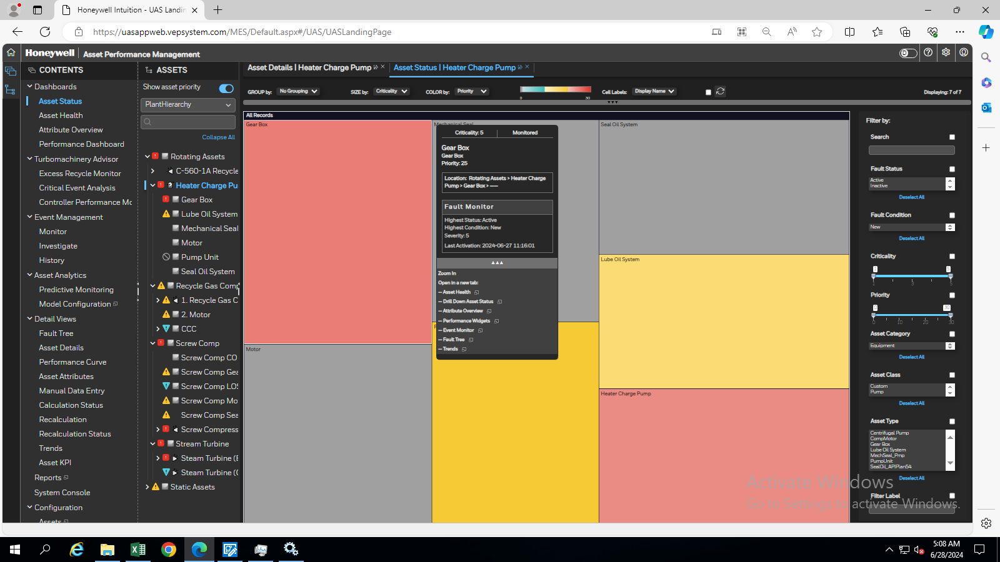 Honeywell Intuition - UAS Landin
https://uasappweb.vepsystem.com/MES/Default.aspx#/UAS/UASLandingPage
Honeywell
Asset Performance Management
CONTENTS
Dashboards
Asset Status
Asset Health
Attribute Overview
Performance Dashboard
Turbomachinery Advisor
Excess Recycle Monitor
Critical Event Analysis
Controller Performance Mc
Event Management
Monitor
Investigate
History
Asset Analytics
Predictive Monitoring
Model Configuration
Detail Views
Fault Tree
Asset Details
Performance Curve
Asset Attributes
Manual Data Entry
Calculation Status
Recalculation
Recalculation Status
Trends
Asset KPI
Reports
System Console
Configuration
Assets
ASSETS
Show asset priority
PlantHierarchy
Collapse All
Rotating Assets
C-560-1A Recycle
Heater Charge Pu
Gear Box
Lube Oil System
Mechanical Seal
Motor
Pump Unit
Seal Oil System
Recycle Gas Comp
1. Recycle Gas C
2. Motor
CCC
Screw Comp
Screw Comp CO
Screw Comp Gea
Screw Comp LOS
Screw Comp Mo
Screw Comp Sea
Screw Compress
Stream Turbine
Steam Turbine (E
Steam Turbine (C
Static Assets
Asset Details | Heater Charge Pump
Asset Status | Heater Charge Pump
GROUP by: No Grouping
SIZE by: Criticality
COLOR by: Priority
0 30
Cell Labels: Display Name
Displaying: 7 of 7
All Records
Gear Box
Motor
Mechanical Seal
Seal Oil System
Lube Oil System
Heater Charge Pump
Criticality: 5 Monitored
Gear Box
Gear Box
Priority: 25
Location: Rotating Assets > Heater Charge
Pump > Gear Box > -----
Fault Monitor
Highest Status: Active
Highest Condition: New
Severity: 5
Last Activation: 2024-06-27 11:16:01
Zoom In
Open in a new tab:
– Asset Health
– Drill Down Asset Status
– Attribute Overview
– Performance Widgets
– Event Monitor
– Fault Tree
– Trends
Filter by:
Search
Fault Status
Active
Inactive
Deselect All
Fault Condition
New
Deselect All
Criticality
1 5
1 3 5
Priority
0 30
0 10 20 30
Asset Category
Equipment
Deselect All
Asset Class
Custom
Pump
Deselect All
Asset Type
Centrifugal Pump
CompMotor
Gear Box
Lube Oil System
MechSeal_Pmp
PumpUnit
SealOil_APIPlan54
Deselect All
Filter Label
Activate Windows
Go to Settings to activate Windows.
5:08 AM
6/28/2024